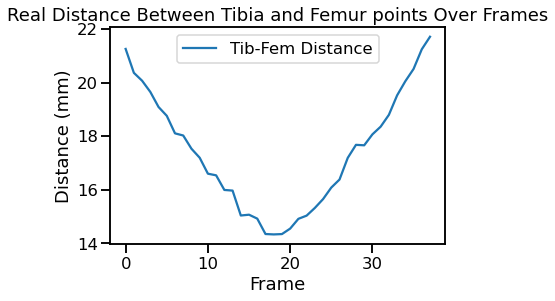 Real Distance Between Tibia and Femur points Over Frames
22
Tib-Fem Distance
20
18
16
14
Distance (mm)
0 10 20 30
Frame